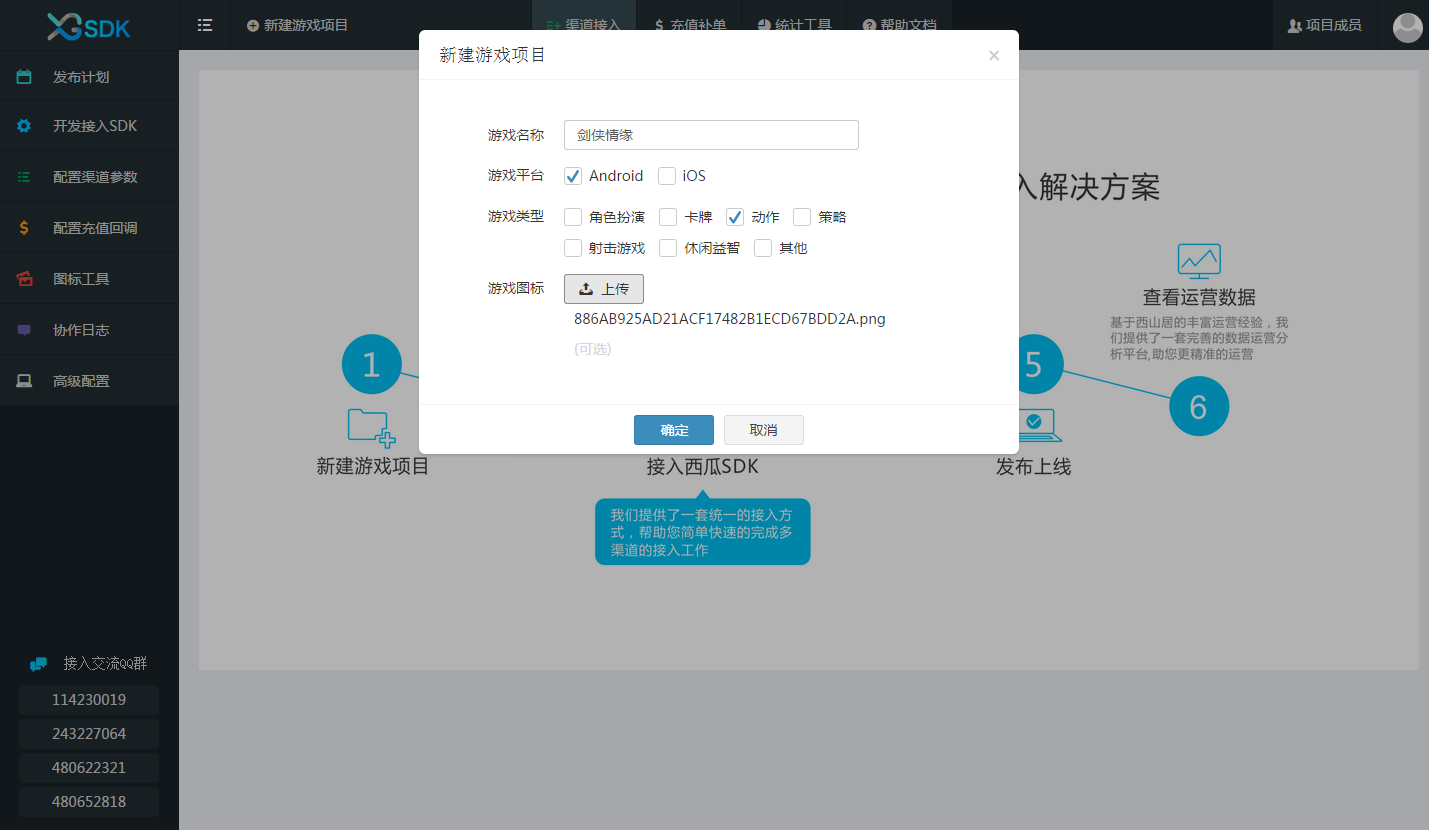 XGSDK
新建游戏项目
渠道接入
充值补单
统计工具
帮助文档
项目成员
发布计划
开发接入SDK
配置渠道参数
配置充值回调
图标工具
协作日志
高级配置
接入交流QQ群
114230019
243227064
480622321
480652818
新建游戏项目
×
游戏名称
剑侠情缘
游戏平台
Android
iOS
游戏类型
角色扮演
卡牌
动作
策略
射击游戏
休闲益智
其他
游戏图标
上传
886AB925AD21ACF17482B1ECD67BDD2A.png
(可选)
确定
取消
入解决方案
1
新建游戏项目
接入西瓜SDK
我们提供了一套统一的接入方
式，帮助您简单快速的完成多
渠道的接入工作
5
发布上线
查看运营数据
基于西山居的丰富运营经验，我
们提供了一套完善的数据运营分
析平台,助您更精准的运营
6